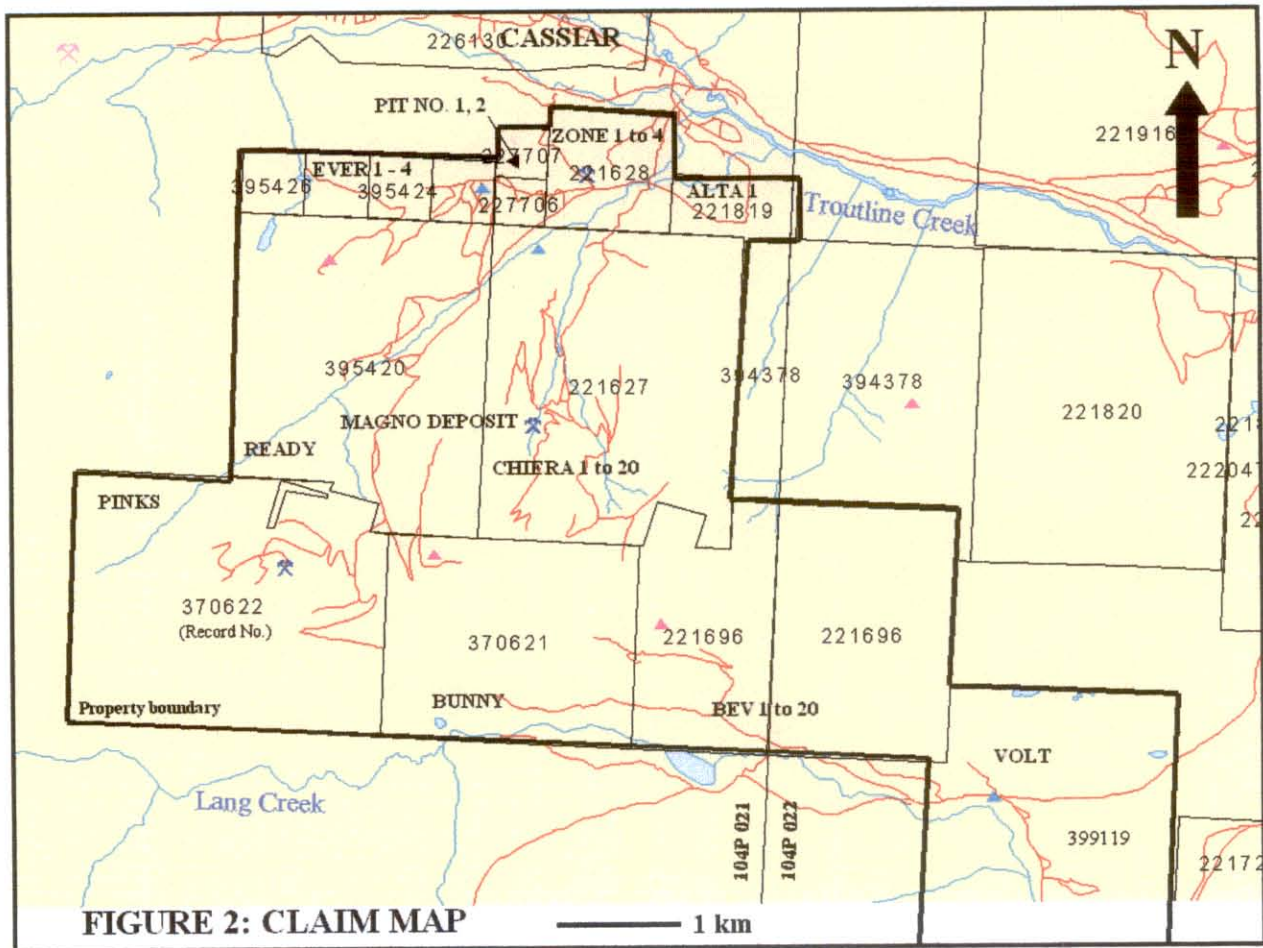 226130 CASSIAR
N
PIT NO. 1, 2
ZONE 1 to 4
221916
227707
EVER 1 - 4
221628
395426
395424
227706
ALTA 1
221819
Troutline Creek
395420
221627
394378
394378
221820
MAGNO DEPOSIT
READY
CHIERA 1 to 20
222047
PINKS
370622
(Record No.)
370621
221696
221696
Property boundary
BUNNY
BEV 1 to 20
VOLT
Lang Creek
104P 021
104P 022
399119
22172
FIGURE 2: CLAIM MAP
1 km